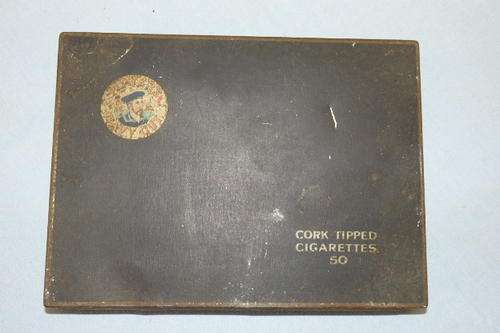 CORK TIPPED
CIGARETTES.
50